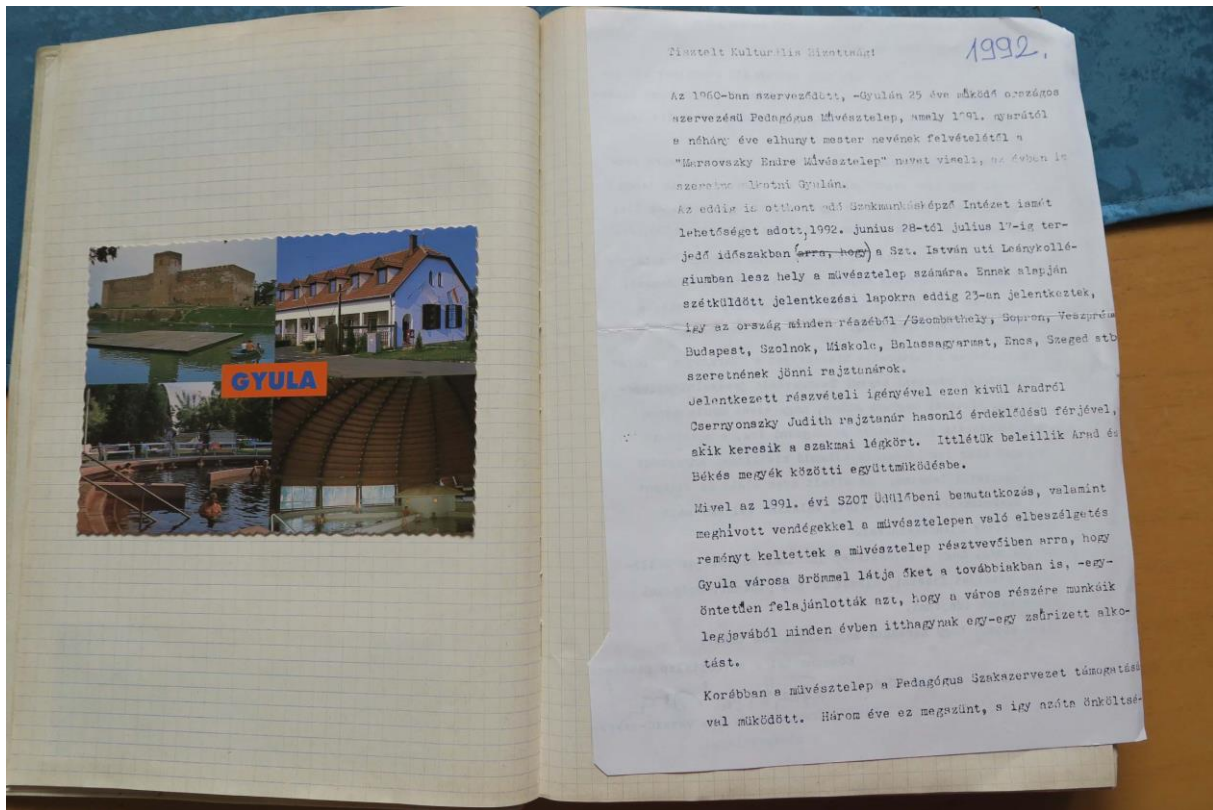 GYULA
1992.
Tisztelt Kulturális Bizottság!
Az 1960-ban szerveződött, -Gyulán 25 éve működő országos
szervezésű Pedagógus Művésztelep, amely 1991. nyarától
a néhány éve elhunyt mester nevének felvételétől a
"Marsovszky Endre Művésztelep" nevet viseli, az évben is
szeretne alkotni Gyulán.
Az eddig is otthont adó Szakmunkásképző Intézet ismét
lehetőséget adott, 1992. junius 28-tól julius 17-ig ter-
jedő időszakban (arra, hogy) a Szt. István uti Leánykollé-
giumban lesz hely a művésztelep számára. Ennek alapján
szétküldött jelentkezési lapokra eddig 23-an jelentkeztek,
igy az ország minden részéből /Szombathely, Sopron, Veszprém
Budapest, Szolnok, Miskolc, Balassagyarmat, Encs, Szeged stb
szeretnének jönni rajztanárok.
Jelentkezett részvételi igényével ezen kivül Aradról
Csernyonszky Judith rajztanár hasonló érdeklődésü férjével,
akik keresik a szakmai légkört. Ittlétük beleillik Arad és
Békés megyék közötti együttműködésbe.
Mivel az 1991. évi SZOT Üdülőbeni bemutatkozás, valamint
meghívott vendégekkel a művésztelepen való elbeszélgetés
reményt keltettek a művésztelep résztvevőiben arra, hogy
Gyula városa örömmel látja őket a továbbiakban is, -egy-
öntetűen felajánlották azt, hogy a város részére munkáik
legjavából minden évben itthagynak egy-egy zsűrizett alko-
tást.
Korábban a művésztelep a Pedagógus Szakszervezet támogatásá
val működött. Három éve ez megszünt, s igy azóta önköltsé-